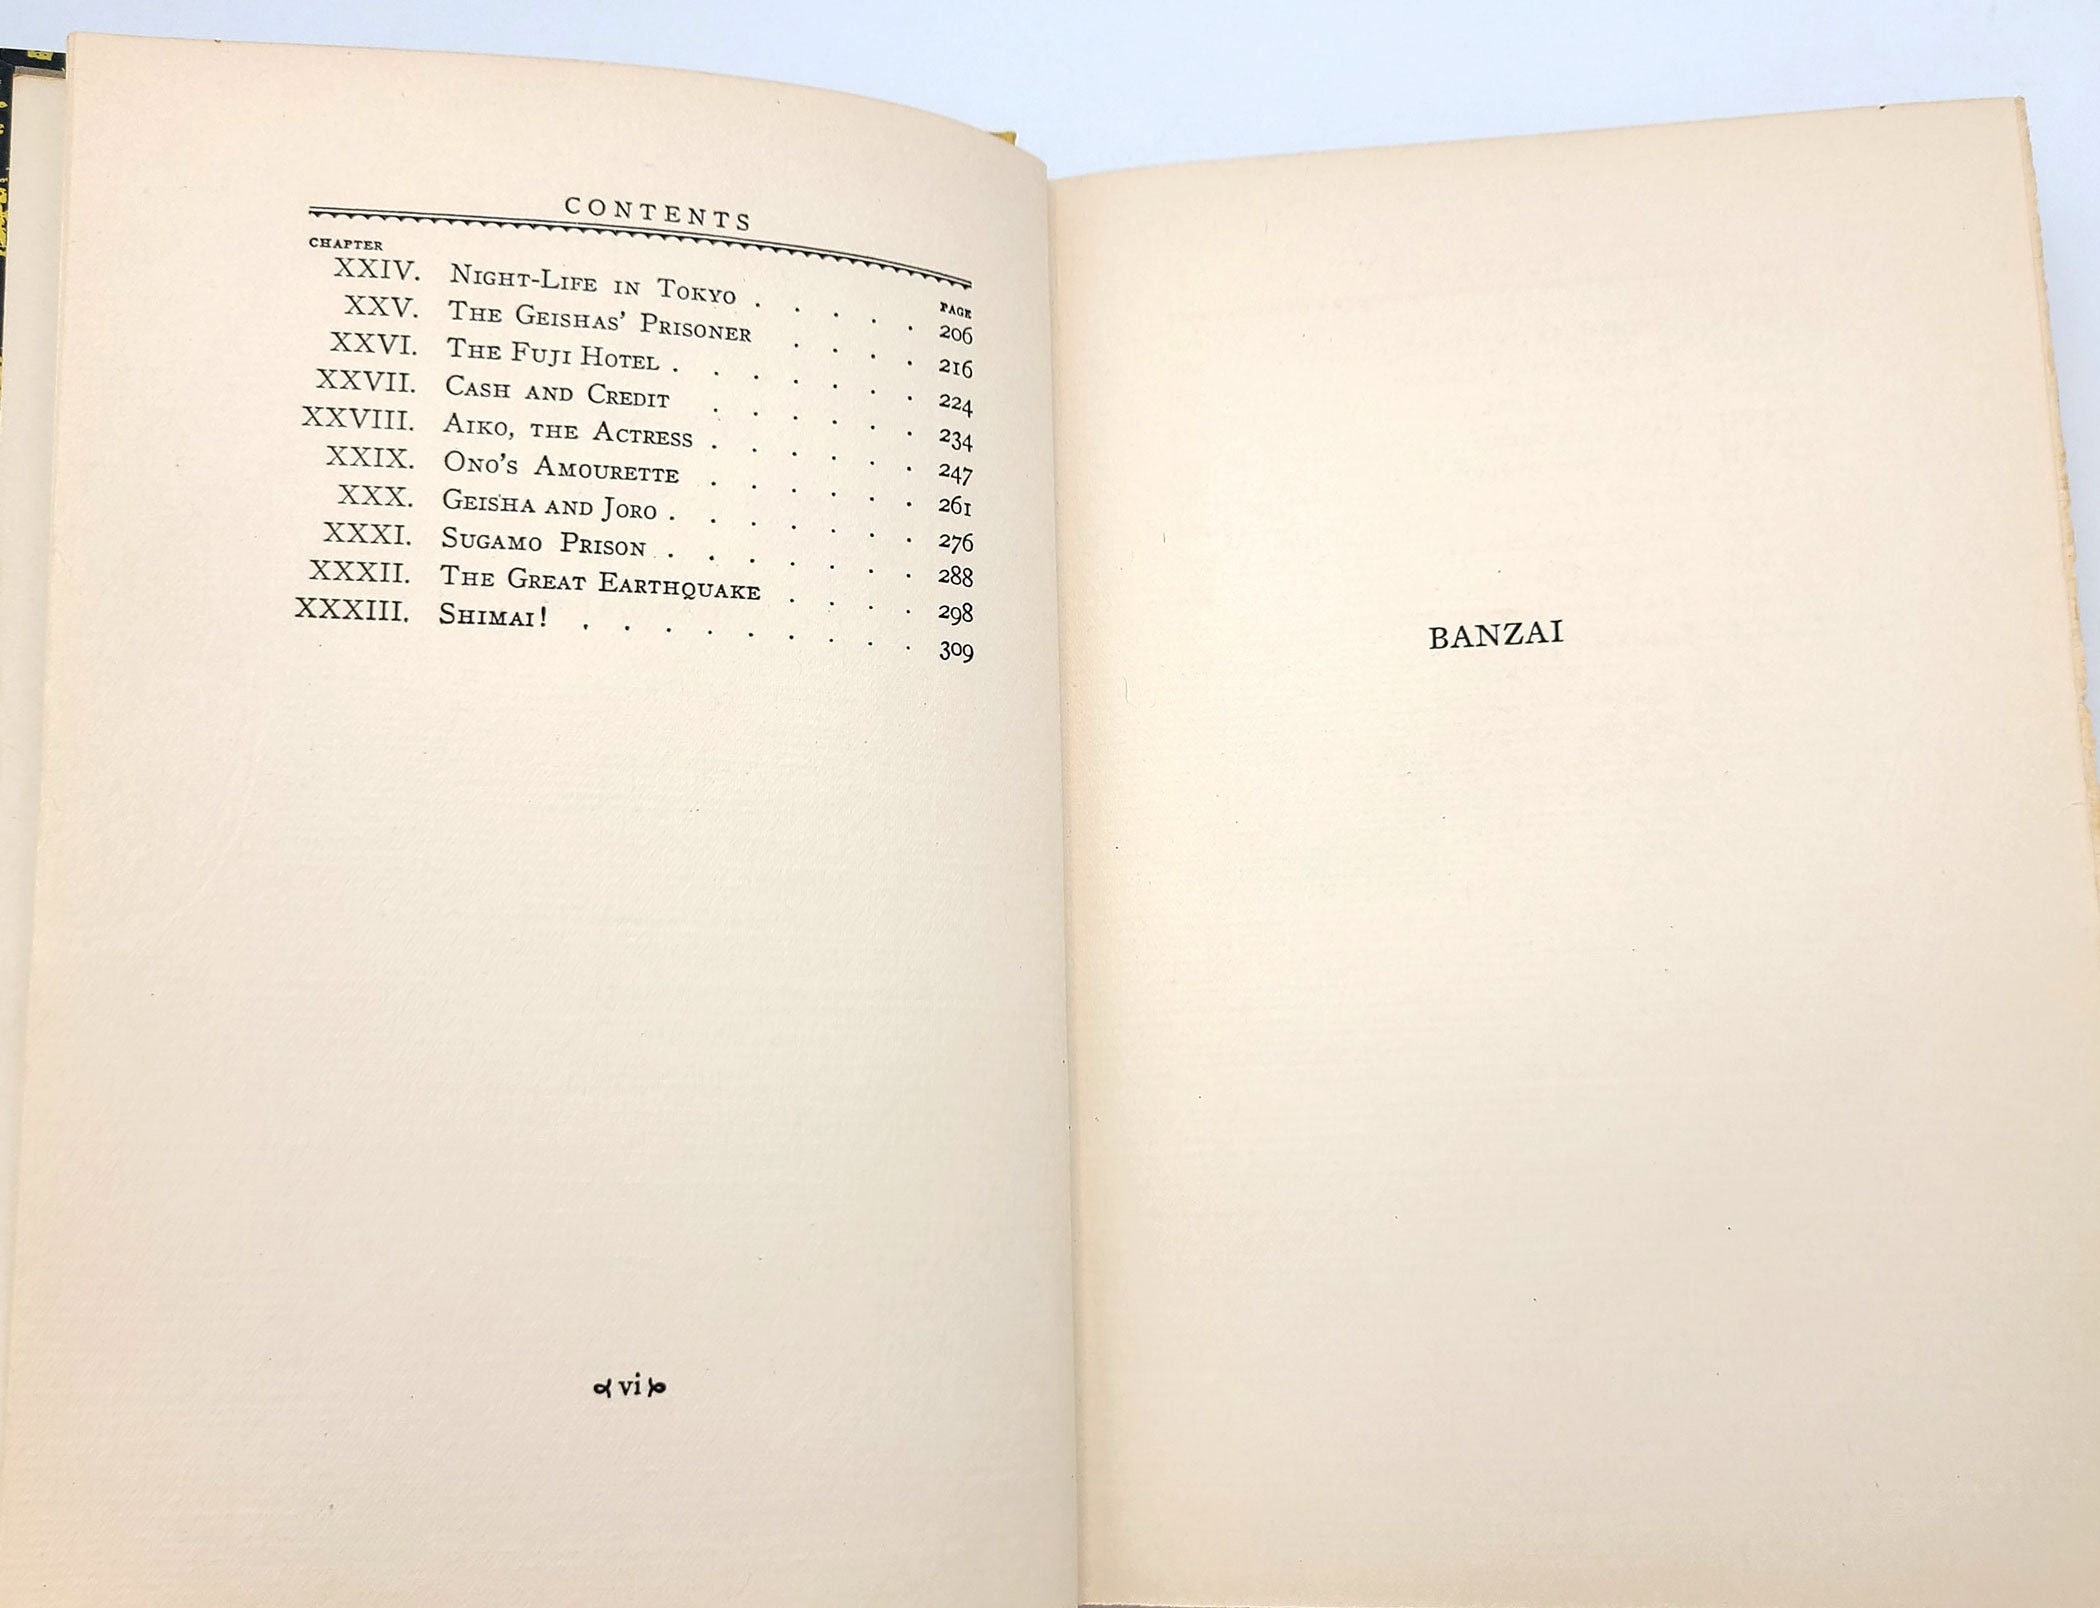 CONTENTS
CHAPTER PAGE
XXIV. Night-Life in Tokyo . . . . . 206
XXV. The Geishas' Prisoner . . . . 216
XXVI. The Fuji Hotel . . . . . . . 224
XXVII. Cash and Credit . . . . . . 234
XXVIII. Aiko, the Actress . . . . . . 247
XXIX. Ono's Amourette . . . . . . 261
XXX. Geisha and Joro . . . . . . . 276
XXXI. Sugamo Prison . . . . . . . 288
XXXII. The Great Earthquake . . . . 298
XXXIII. Shimai! . . . . . . . . . 309
vi
BANZAI